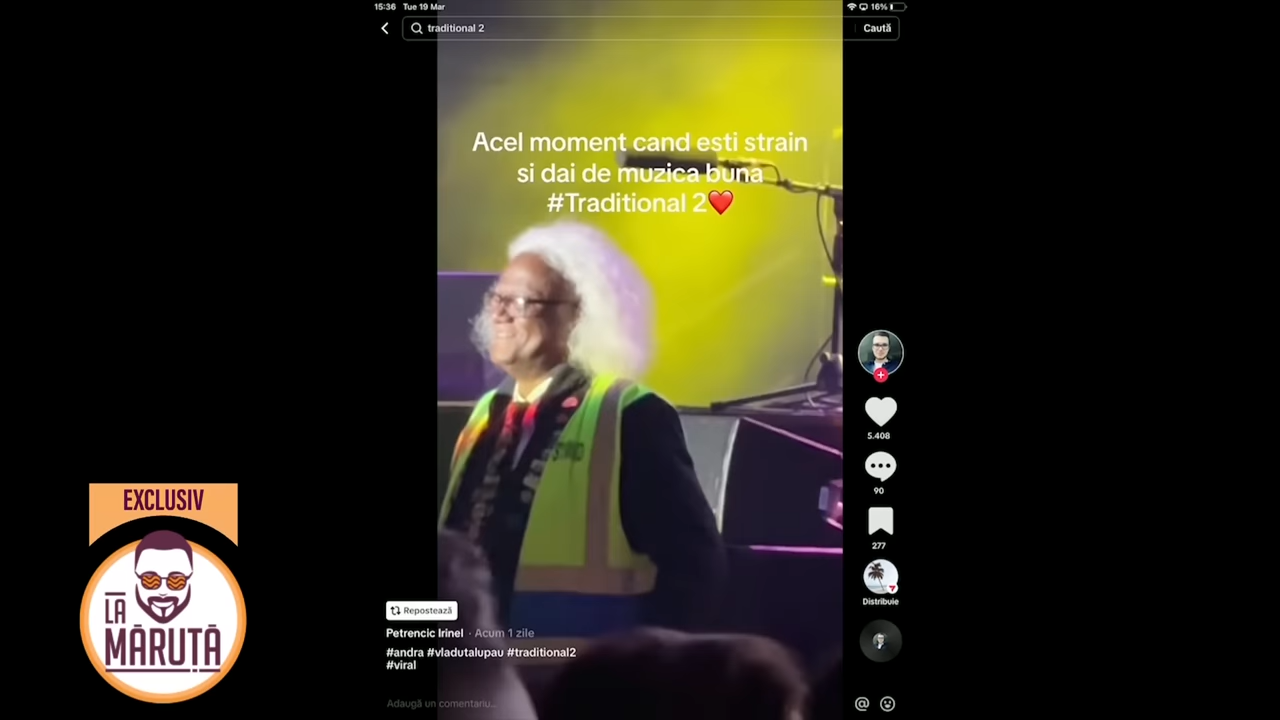 15:36 Tue 19 Mar
16%
traditional 2
Caută
Acel moment cand esti strain
si dai de muzica buna
#Traditional 2❤️
5.408
90
277
Distribuie
Repostează
Petrencic Irinel · Acum 1 zile
#andra #vladutalupau #traditional2
#viral
Adaugă un comentariu...
EXCLUSIV
LA
MĂRUȚĂ